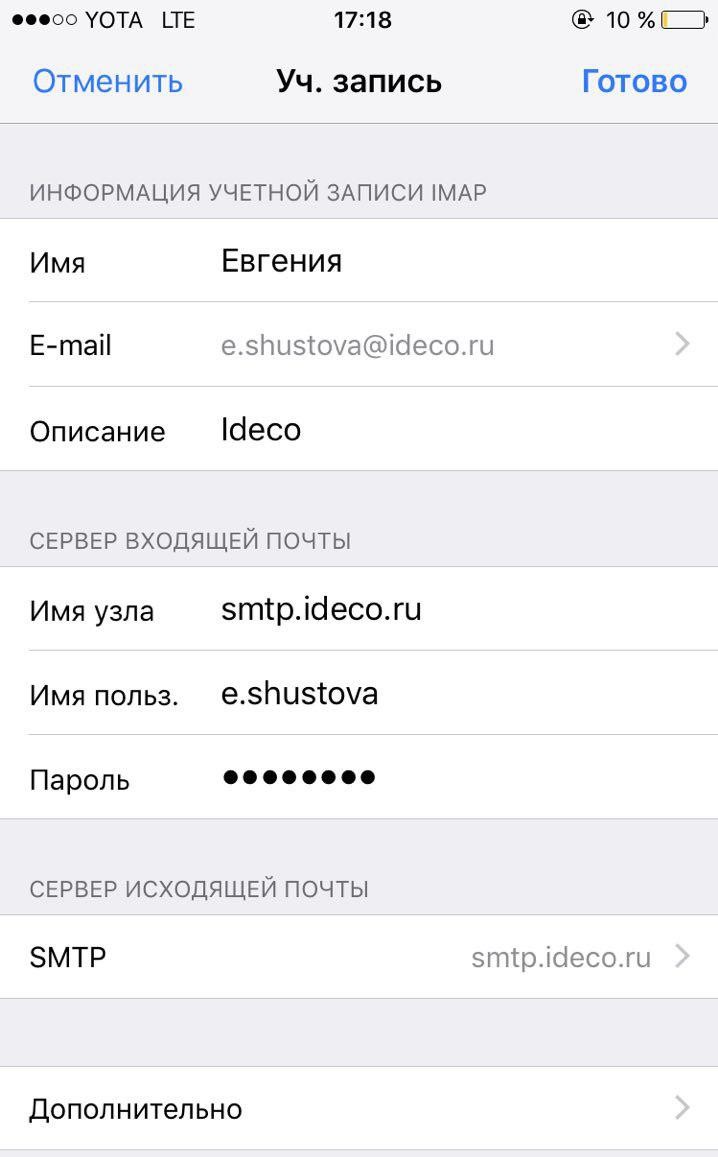 YOTA LTE 17:18 10 %
Отменить Уч. запись Готово
ИНФОРМАЦИЯ УЧЕТНОЙ ЗАПИСИ IMAP
Имя Евгения
E-mail e.shustova@ideco.ru
Описание Ideco
СЕРВЕР ВХОДЯЩЕЙ ПОЧТЫ
Имя узла smtp.ideco.ru
Имя польз. e.shustova
Пароль ●●●●●●●●
СЕРВЕР ИСХОДЯЩЕЙ ПОЧТЫ
SMTP smtp.ideco.ru
Дополнительно